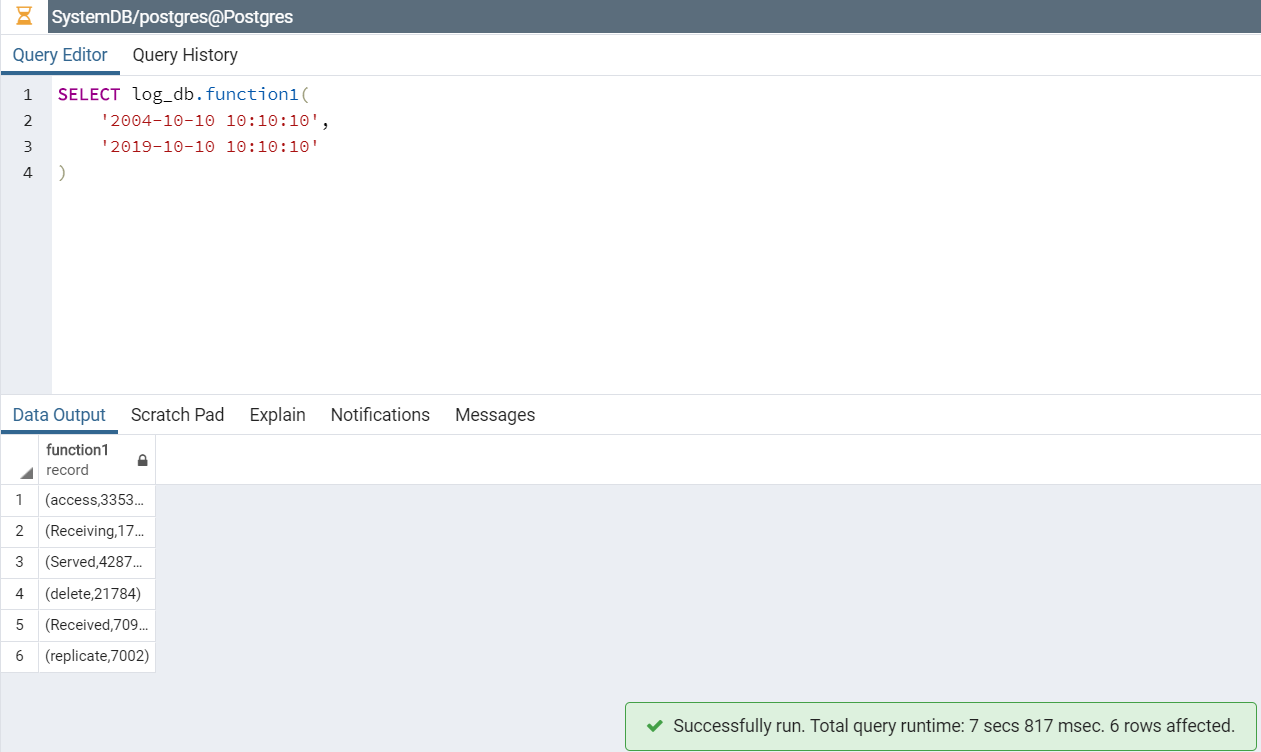 SystemDB/postgres@Postgres
Query Editor Query History
1 SELECT log_db.function1(
2 '2004-10-10 10:10:10',
3 '2019-10-10 10:10:10'
4 )
Data Output Scratch Pad Explain Notifications Messages
function1
record
1 (access,3353...
2 (Receiving,17...
3 (Served,4287...
4 (delete,21784)
5 (Received,709...
6 (replicate,7002)
Successfully run. Total query runtime: 7 secs 817 msec. 6 rows affected.